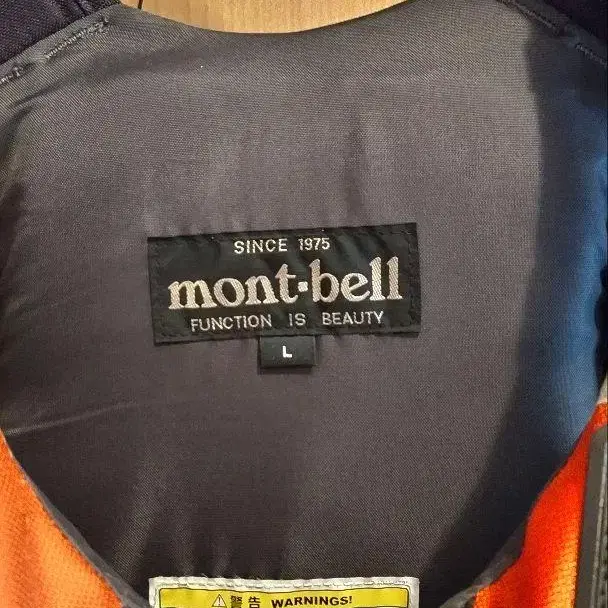 SINCE 1975
mont-bell
FUNCTION IS BEAUTY
L
警告 WARNINGS!